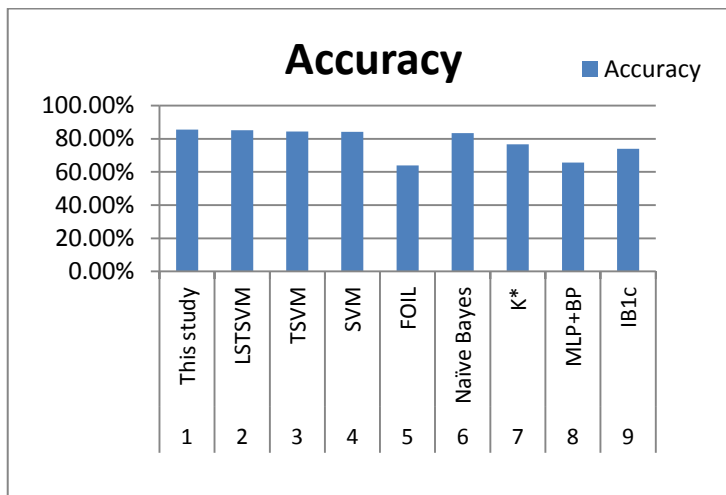 Accuracy
Accuracy
100.00%
80.00%
60.00%
40.00%
20.00%
0.00%
This study
LSTSVM
TSVM
SVM
FOIL
Naïve Bayes
K*
MLP+BP
IB1c
1 2 3 4 5 6 7 8 9